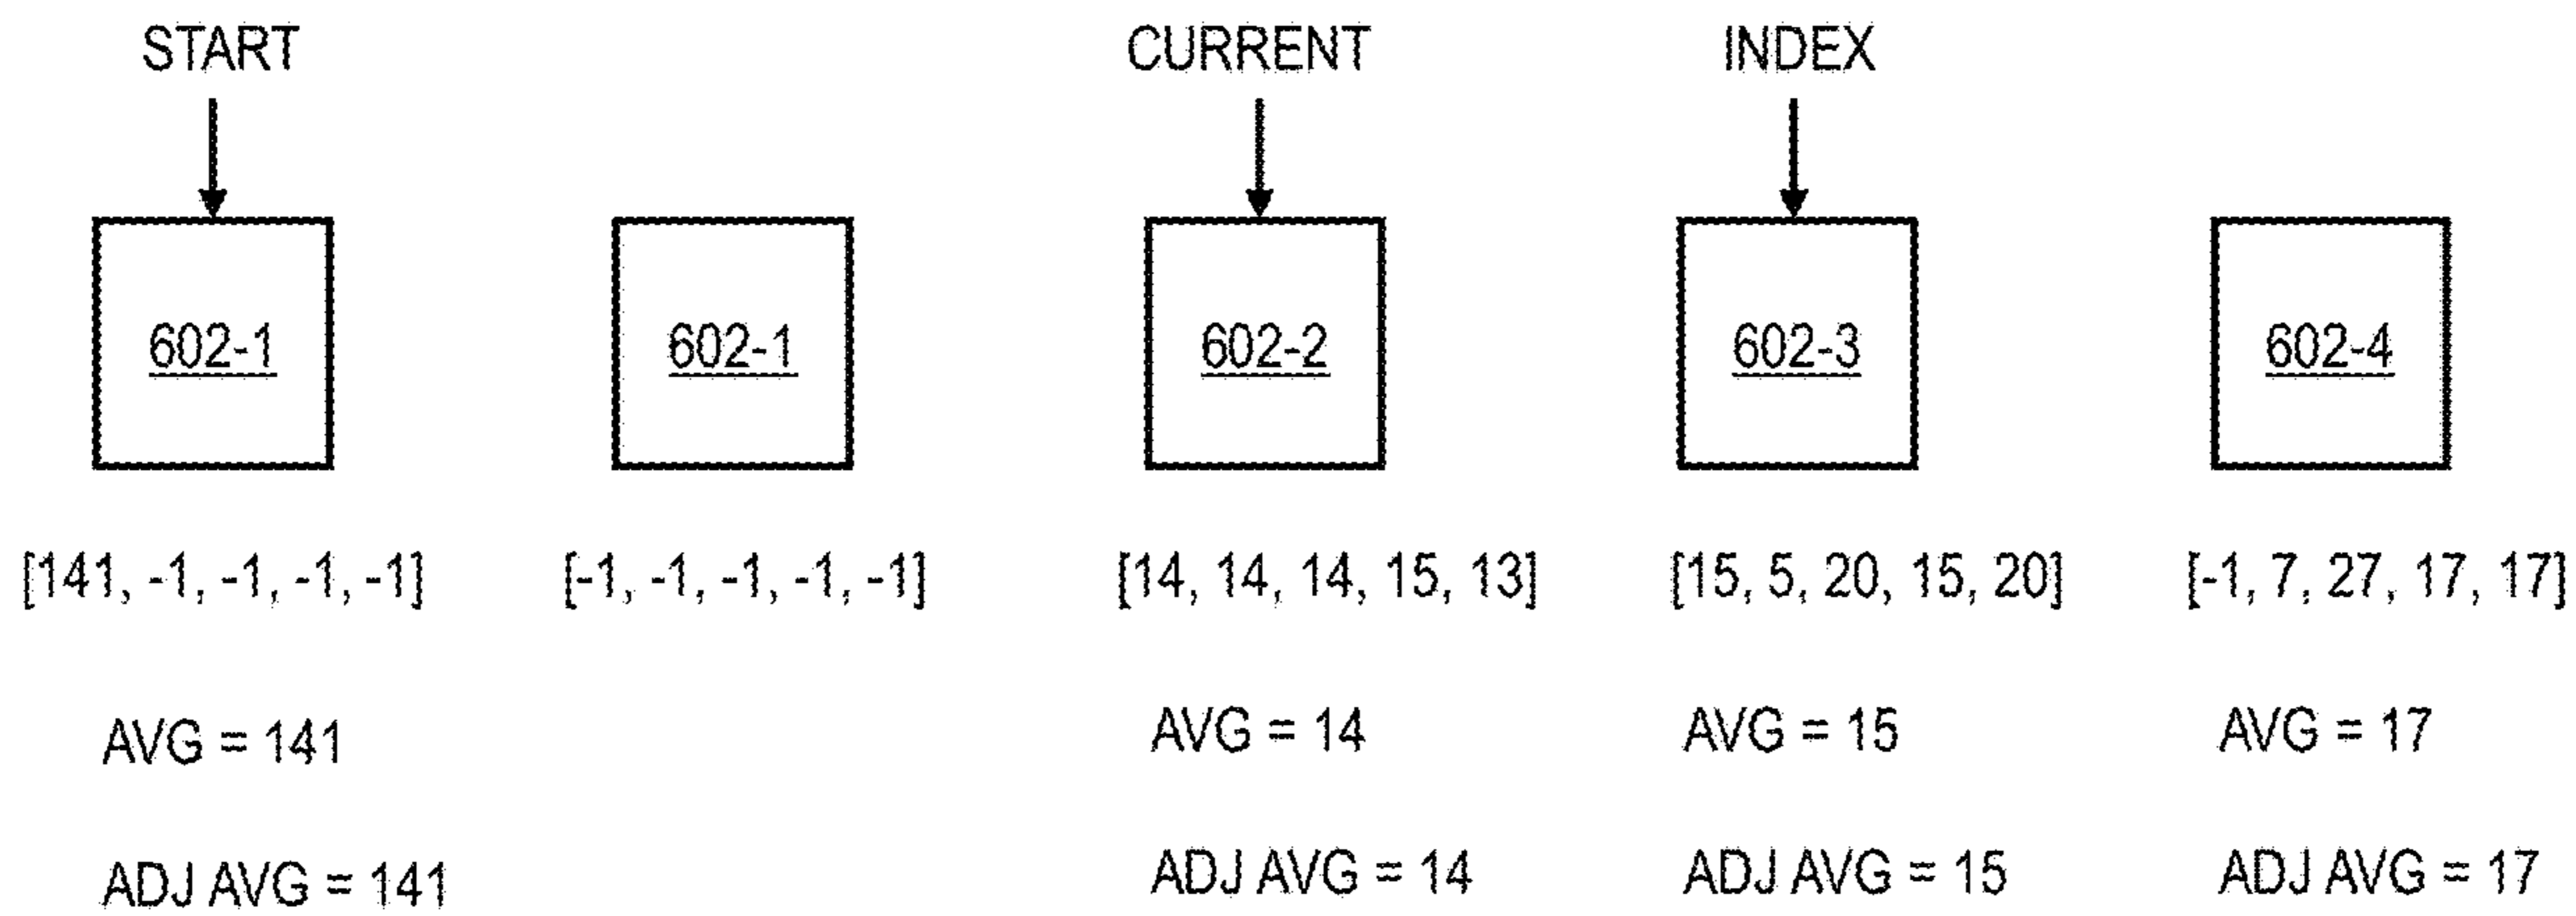 START CURRENT INDEX
602-1 602-1 602-2 602-3 602-4
[141, -1, -1, -1, -1] [-1, -1, -1, -1, -1] [14, 14, 14, 15, 13] [15, 5, 20, 15, 20] [-1, 7, 27, 17, 17]
AVG = 141 AVG = 14 AVG = 15 AVG = 17
ADJ AVG = 141 ADJ AVG = 14 ADJ AVG = 15 ADJ AVG = 17